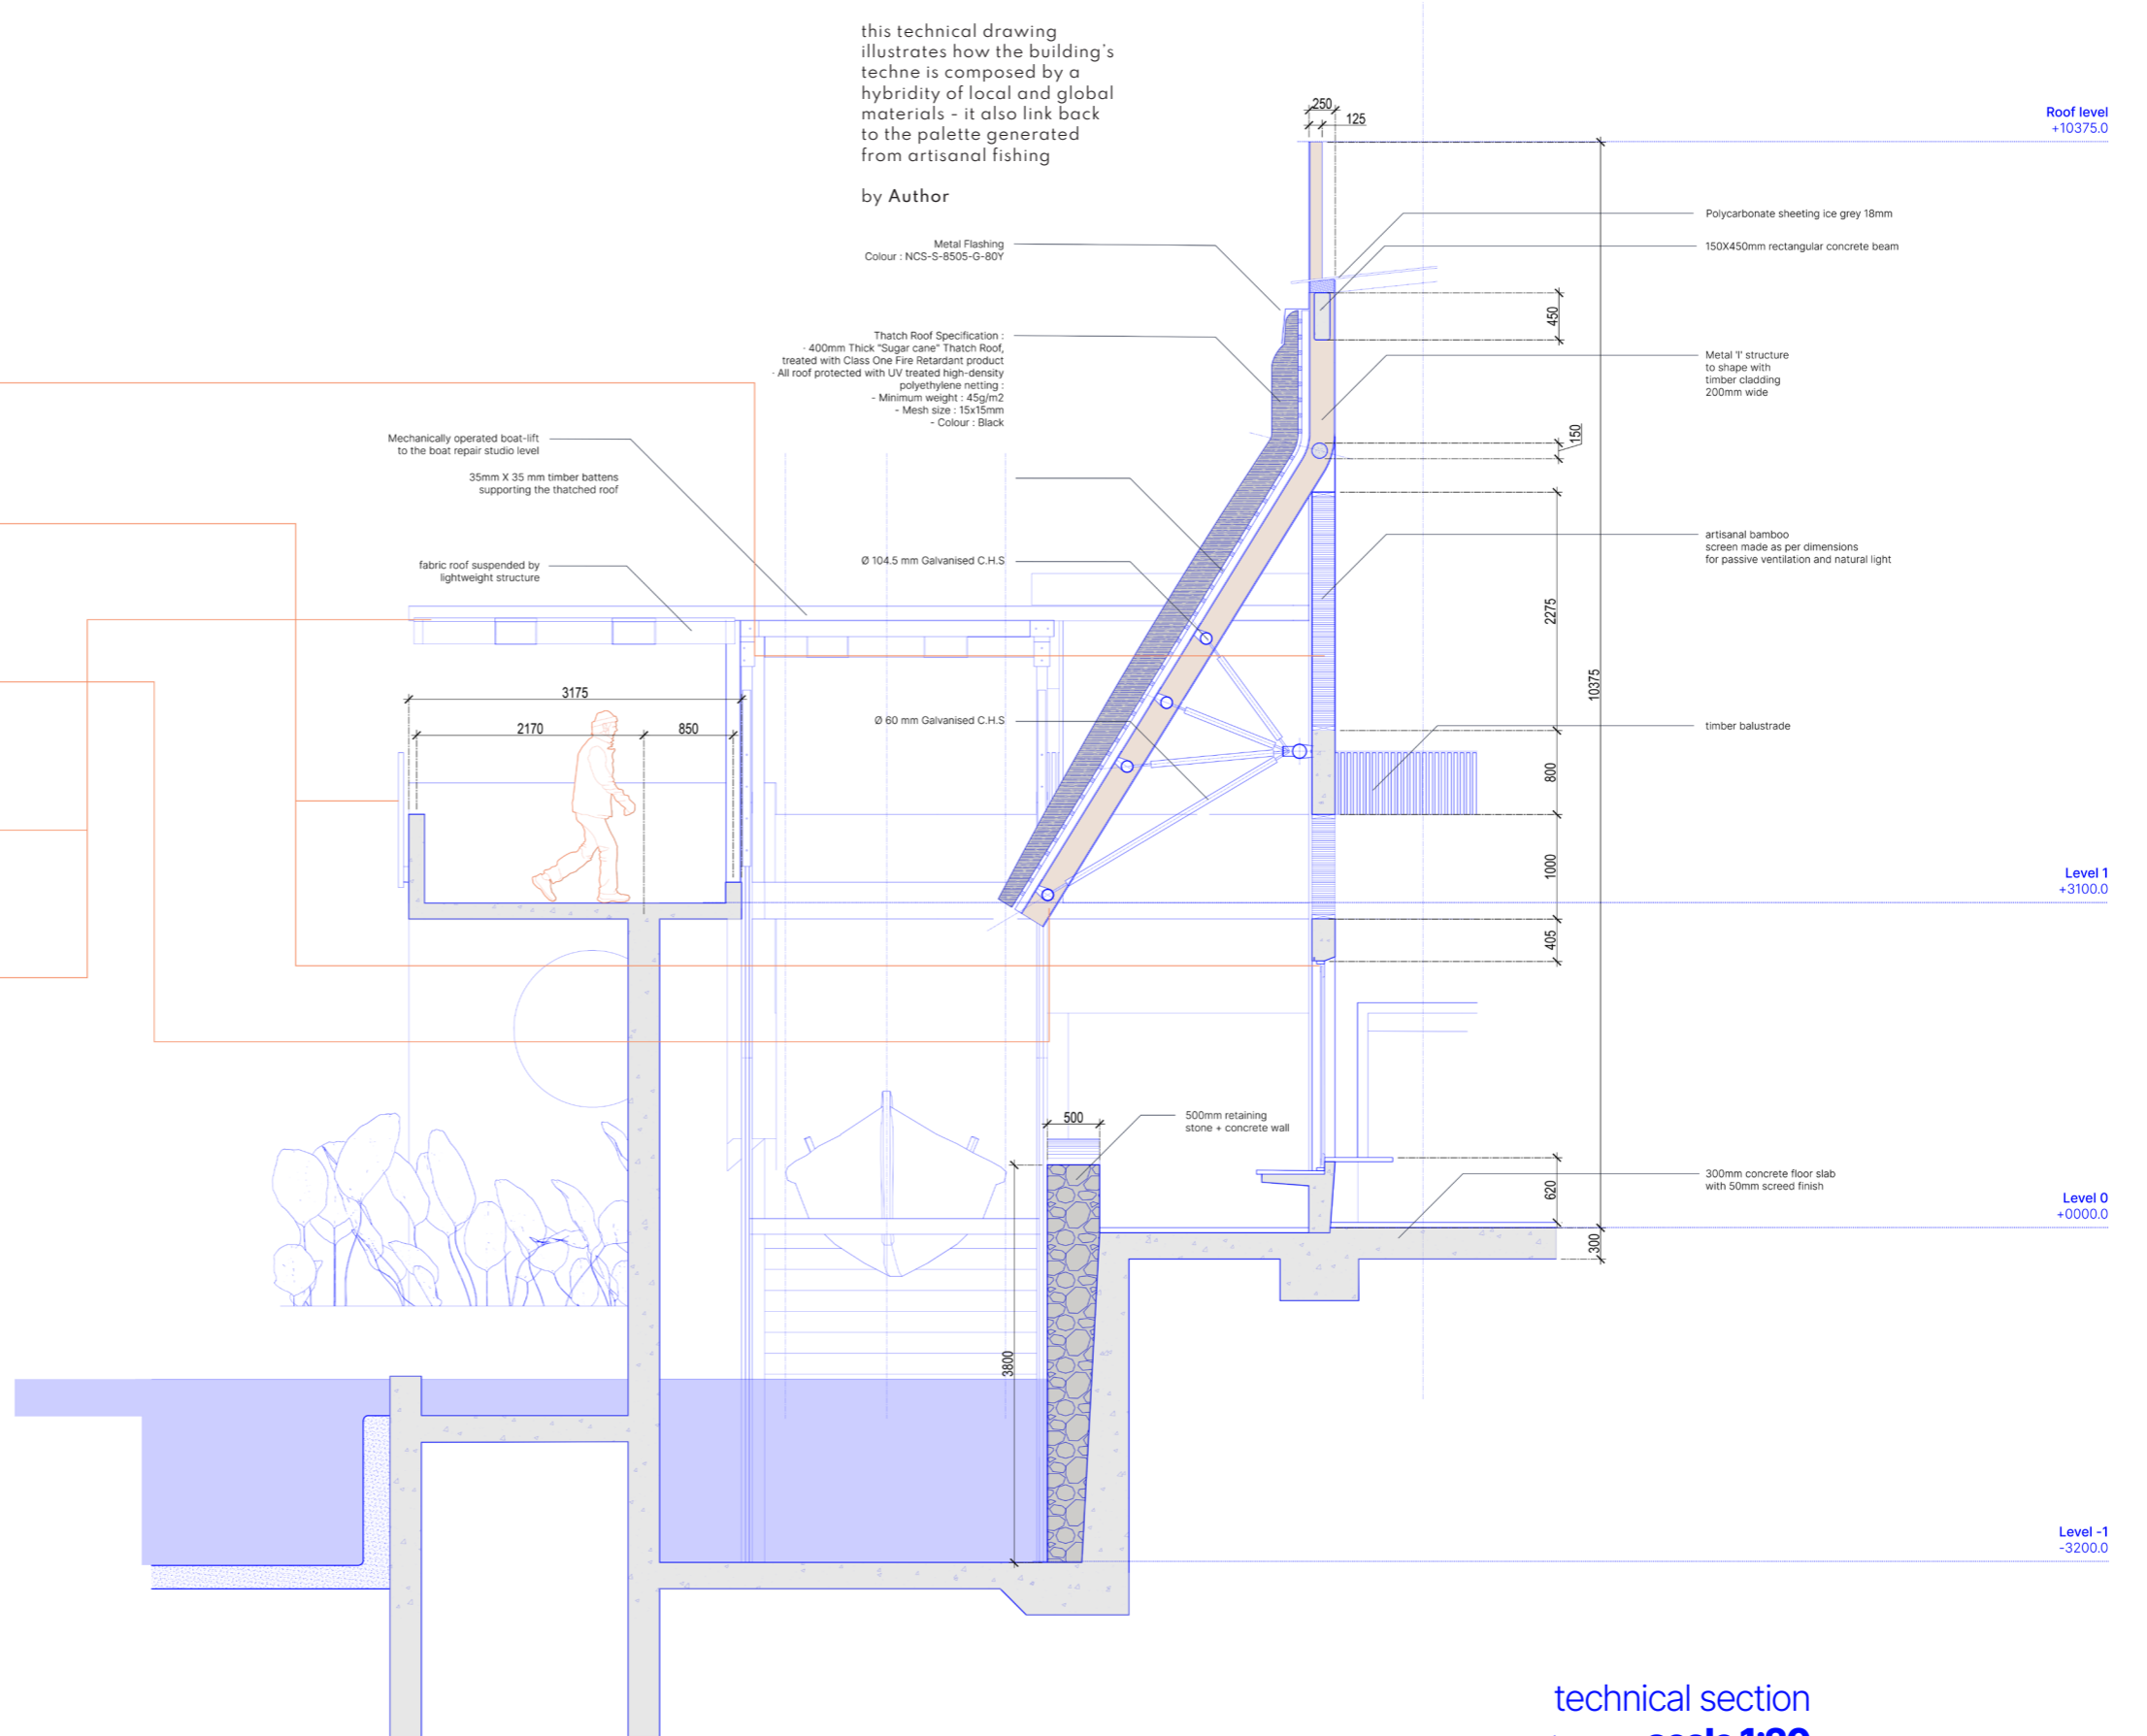 this technical drawing
illustrates how the building's
techne is composed by a
hybridity of local and global
materials - it also link back
to the palette generated
from artisanal fishing
by Author
250
125
Roof level
+10375.0
Polycarbonate sheeting ice grey 18mm
Metal Flashing
Colour : NCS-S-8505-G-80Y
150X450mm rectangular concrete beam
450
Thatch Roof Specification :
- 400mm Thick "Sugar cane" Thatch Roof,
treated with Class One Fire Retardant product
- All roof protected with UV treated high-density
polyethylene netting :
- Minimum weight : 45g/m2
- Mesh size : 15x15mm
- Colour : Black
Metal 'I' structure
to shape with
timber cladding
200mm wide
150
Mechanically operated boat-lift
to the boat repair studio level
35mm X 35 mm timber battens
supporting the thatched roof
artisanal bamboo
screen made as per dimensions
for passive ventilation and natural light
fabric roof suspended by
lightweight structure
Ø 104.5 mm Galvanised C.H.S
2275
10375
3175
2170
850
Ø 60 mm Galvanised C.H.S
timber balustrade
800
1000
Level 1
+3100.0
405
500
500mm retaining
stone + concrete wall
300mm concrete floor slab
with 50mm screed finish
620
Level 0
+0000.0
300
3800
Level -1
-3200.0
technical section
scale 1:20